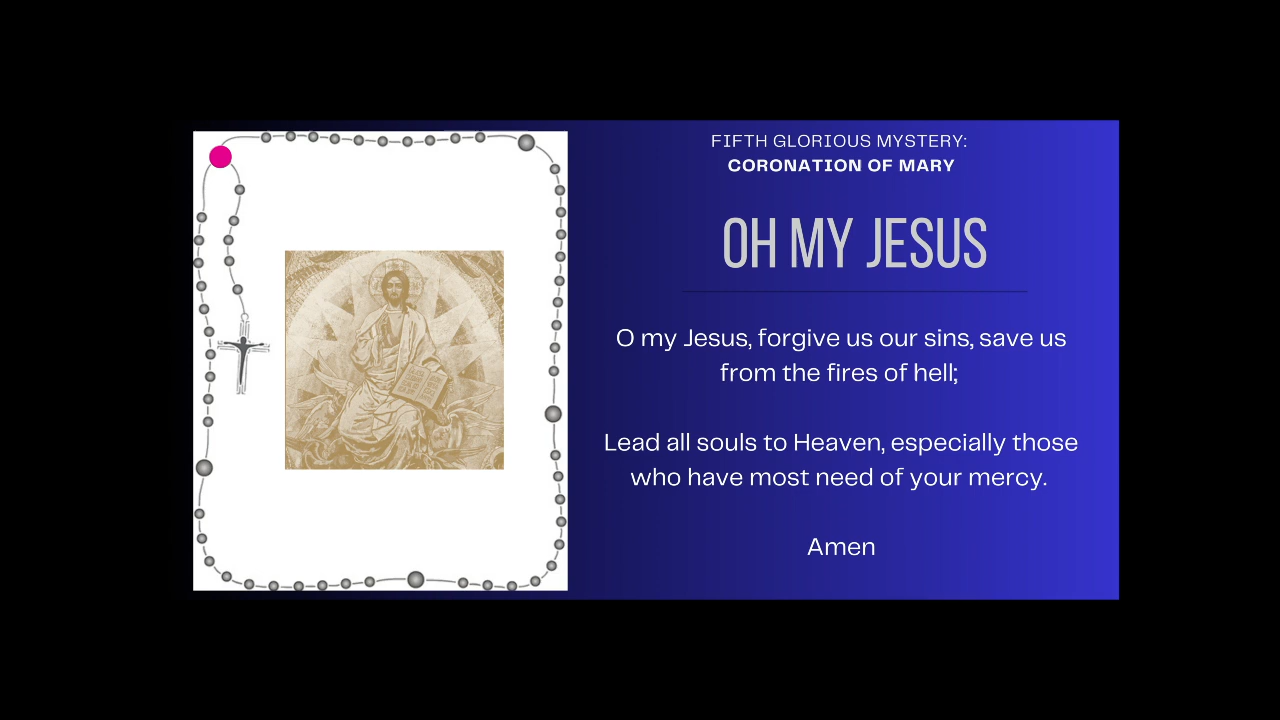 FIFTH GLORIOUS MYSTERY:
CORONATION OF MARY
OH MY JESUS
O my Jesus, forgive us our sins, save us
from the fires of hell;
Lead all souls to Heaven, especially those
who have most need of your mercy.
Amen